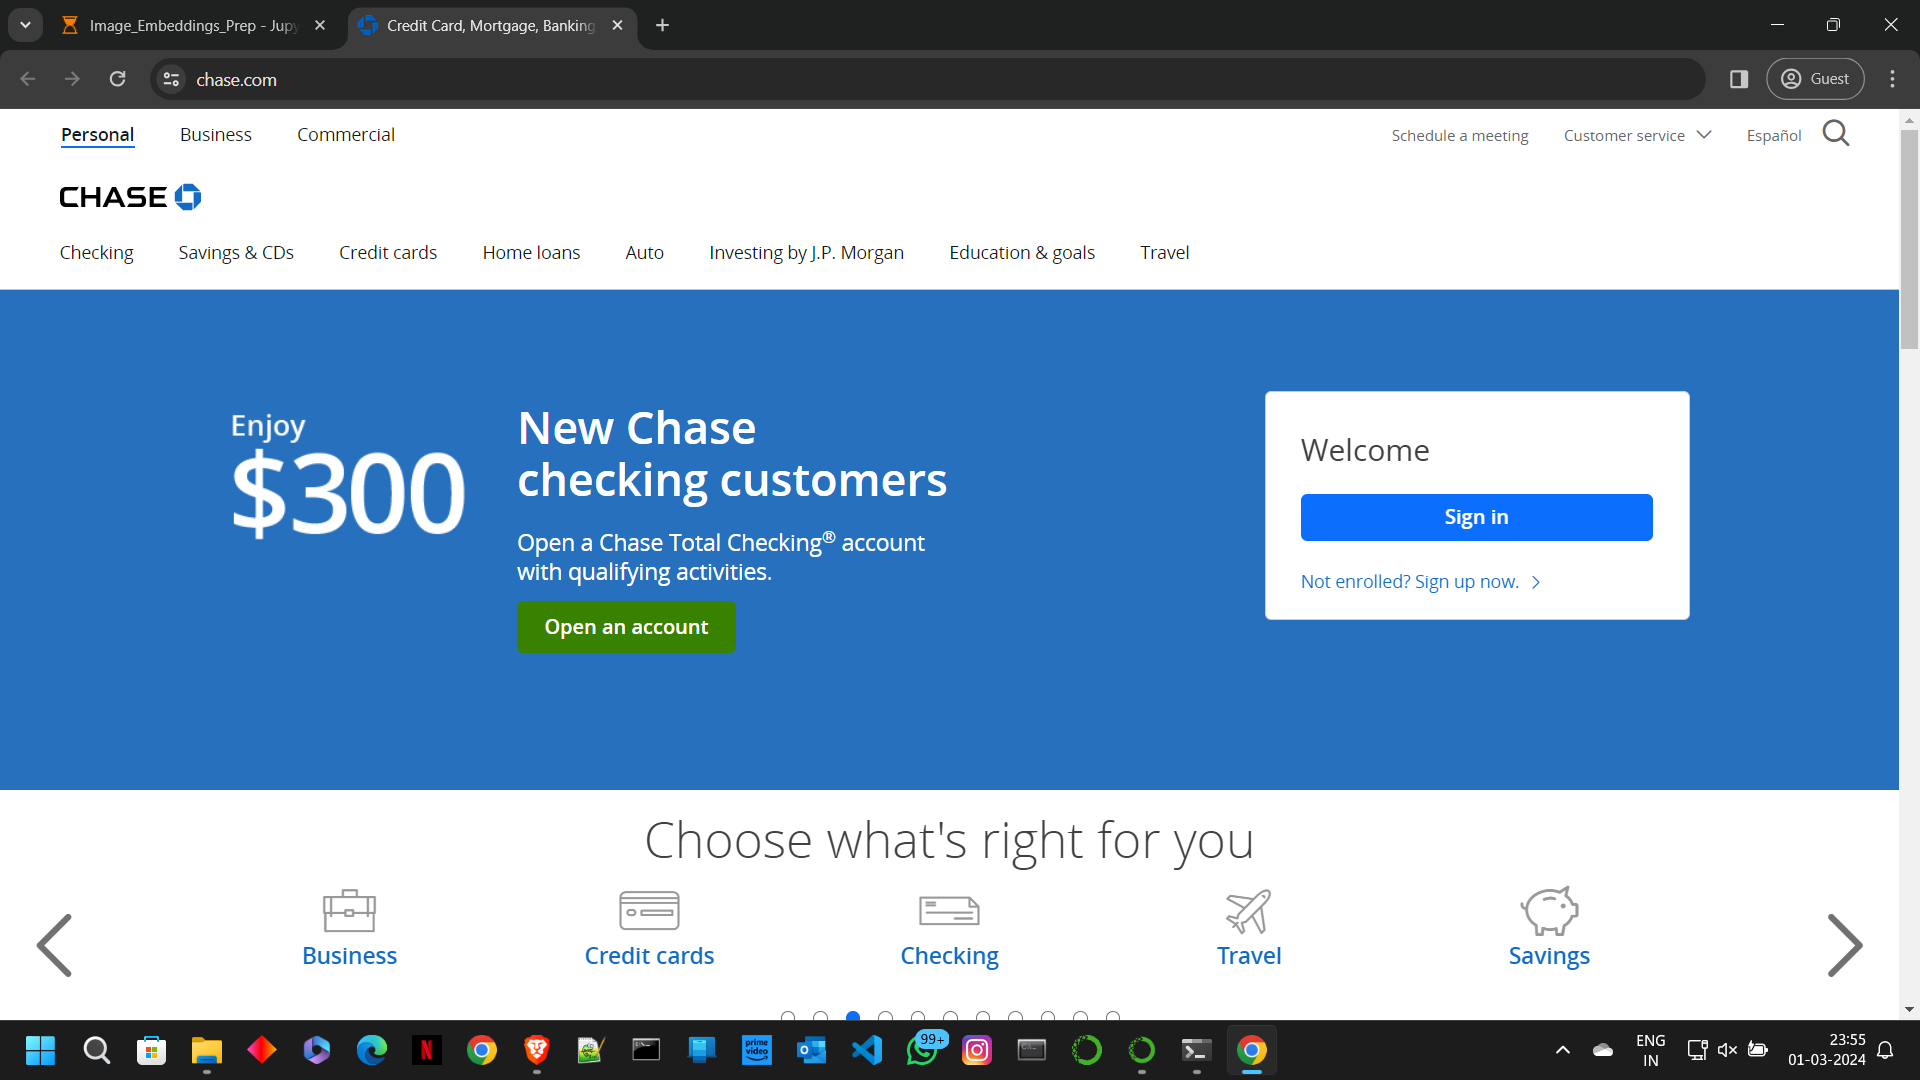 Image_Embeddings_Prep - Jupy
Credit Card, Mortgage, Banking
chase.com
Guest
Personal
Business
Commercial
Schedule a meeting
Customer service
Español
CHASE
Checking
Savings & CDs
Credit cards
Home loans
Auto
Investing by J.P. Morgan
Education & goals
Travel
Enjoy
$300
New Chase
checking customers
Open a Chase Total Checking® account
with qualifying activities.
Open an account
Welcome
Sign in
Not enrolled? Sign up now.
Choose what's right for you
Business
Credit cards
Checking
Travel
Savings
N
prime
video
99+
ENG
IN
23:55
01-03-2024